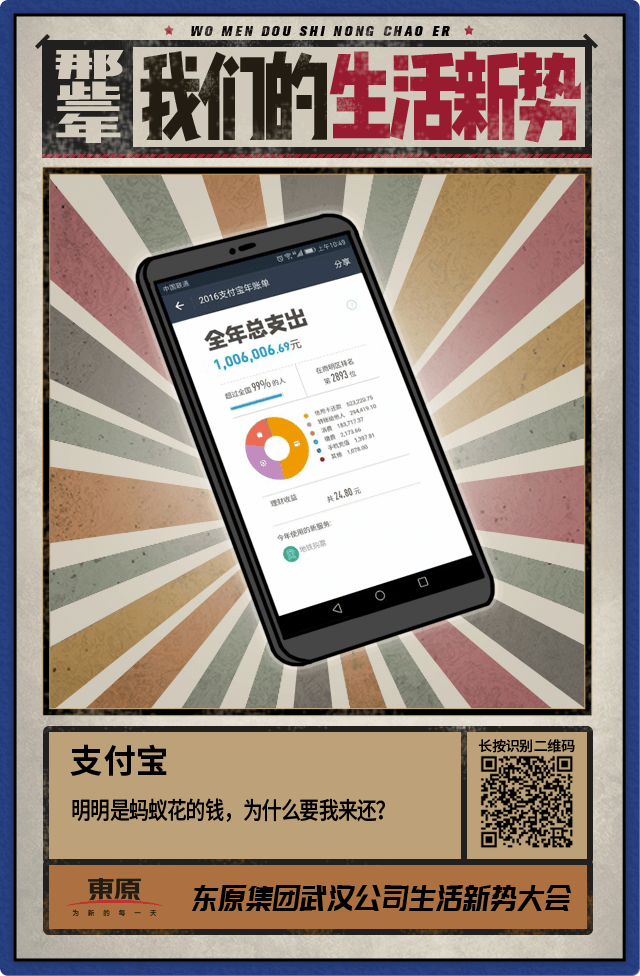 WO MEN DOU SHI NONG CHAO ER
那些年
我们的生活新势
中国联通
上午10:49
2016支付宝年账单
分享
全年总支出
1,006,006.69元
超过全国99%的人
在南明区排名
第2893位
信用卡还款 523,220.75
转账给他人 294,419.10
消费 183,717.37
缴费 2,173.66
手机充值 1,397.81
其他 1,078.00
理财收益
共24.80元
今年使用的新服务:
地铁购票
支付宝
明明是蚂蚁花的钱，为什么要我来还?
长按识别二维码
東原
为新的每一天
东原集团武汉公司生活新势大会